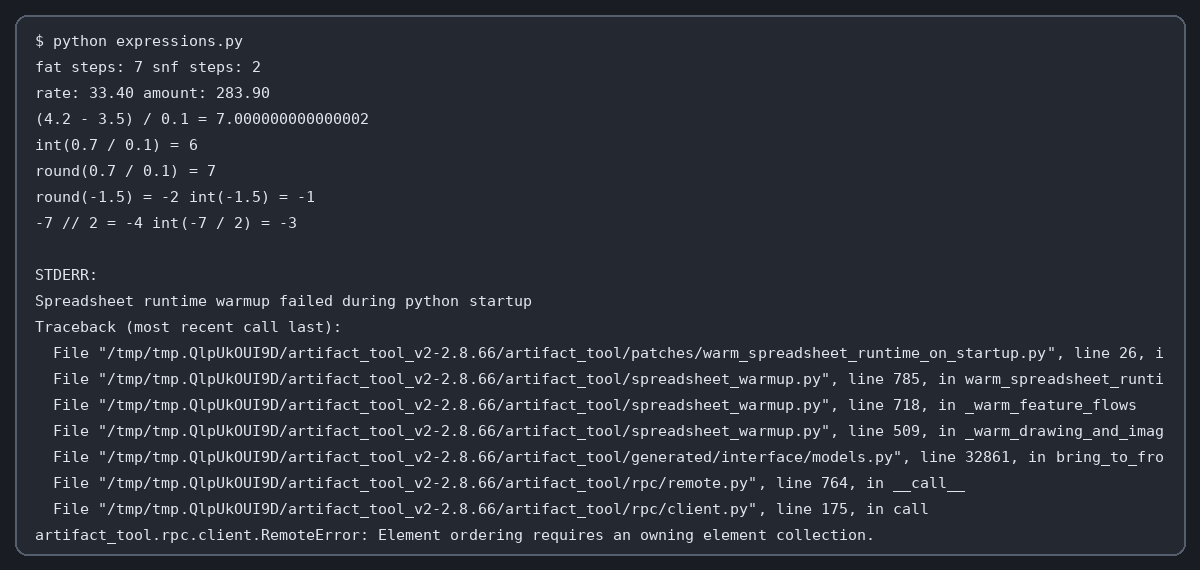 $ python expressions.py
fat steps: 7 snf steps: 2
rate: 33.40 amount: 283.90
(4.2 - 3.5) / 0.1 = 7.000000000000002
int(0.7 / 0.1) = 6
round(0.7 / 0.1) = 7
round(-1.5) = -2 int(-1.5) = -1
-7 // 2 = -4 int(-7 / 2) = -3
STDERR:
Spreadsheet runtime warmup failed during python startup
Traceback (most recent call last):
File "/tmp/tmp.QlpUkOUI9D/artifact_tool_v2-2.8.66/artifact_tool/patches/warm_spreadsheet_runtime_on_startup.py", line 26, i
File "/tmp/tmp.QlpUkOUI9D/artifact_tool_v2-2.8.66/artifact_tool/spreadsheet_warmup.py", line 785, in warm_spreadsheet_runti
File "/tmp/tmp.QlpUkOUI9D/artifact_tool_v2-2.8.66/artifact_tool/spreadsheet_warmup.py", line 718, in _warm_feature_flows
File "/tmp/tmp.QlpUkOUI9D/artifact_tool_v2-2.8.66/artifact_tool/spreadsheet_warmup.py", line 509, in _warm_drawing_and_imag
File "/tmp/tmp.QlpUkOUI9D/artifact_tool_v2-2.8.66/artifact_tool/generated/interface/models.py", line 32861, in bring_to_fro
File "/tmp/tmp.QlpUkOUI9D/artifact_tool_v2-2.8.66/artifact_tool/rpc/remote.py", line 764, in __call__
File "/tmp/tmp.QlpUkOUI9D/artifact_tool_v2-2.8.66/artifact_tool/rpc/client.py", line 175, in call
artifact_tool.rpc.client.RemoteError: Element ordering requires an owning element collection.